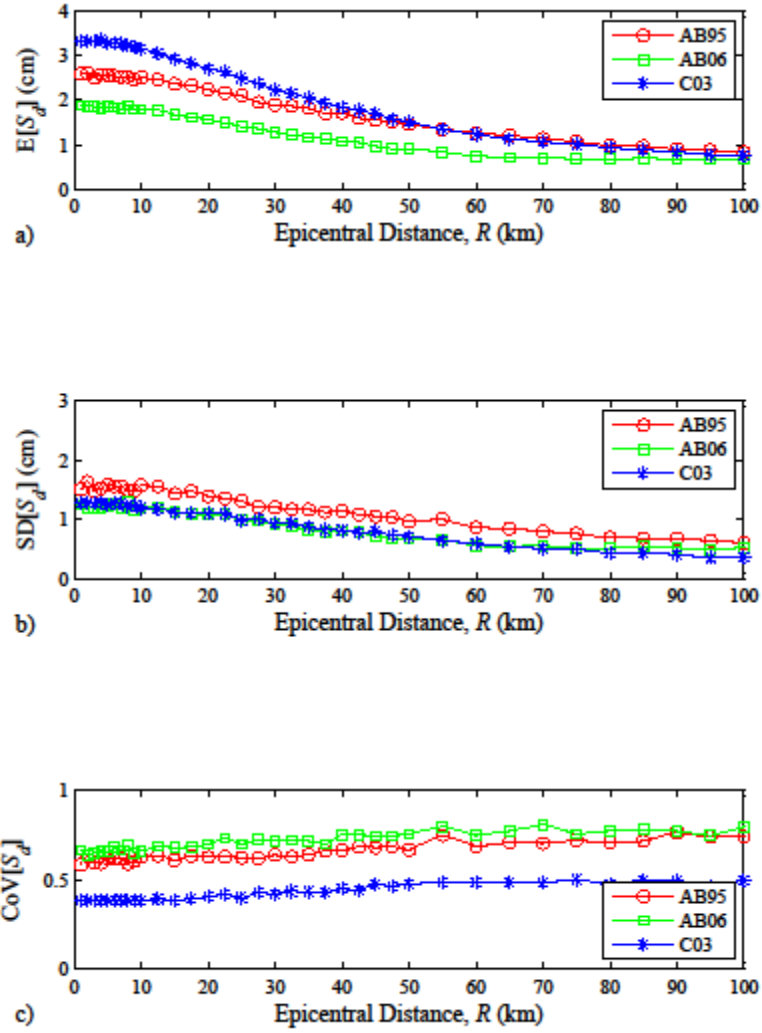 4
3
2
1
0
E[S_d] (cm)
AB95
AB06
C03
0 10 20 30 40 50 60 70 80 90 100
a) Epicentral Distance, R (km)
3
2
1
0
SD[S_d] (cm)
AB95
AB06
C03
0 10 20 30 40 50 60 70 80 90 100
b) Epicentral Distance, R (km)
1
0.5
0
CoV[S_d]
AB95
AB06
C03
0 10 20 30 40 50 60 70 80 90 100
c) Epicentral Distance, R (km)